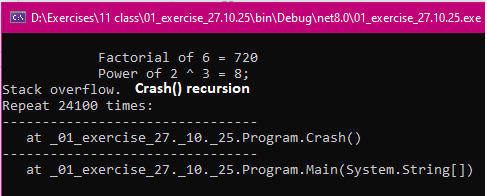 D:\Exercises\11 class\01_exercise_27.10.25\bin\Debug\net8.0\01_exercise_27.10.25.exe
Factorial of 6 = 720
Power of 2 ^ 3 = 8;
Stack overflow. Crash() recursion
Repeat 24100 times:
--------------------------------
at _01_exercise_27._10._25.Program.Crash()
--------------------------------
at _01_exercise_27._10._25.Program.Main(System.String[])